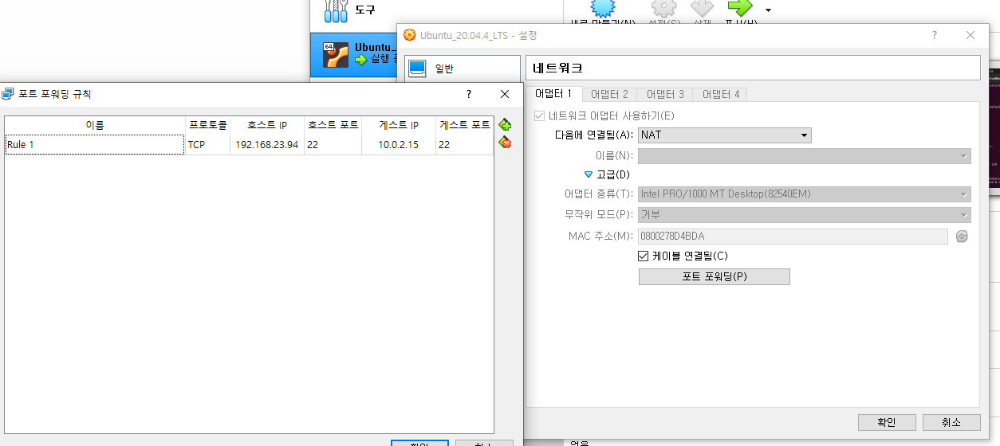 도구
Ubuntu_20.04.4_LTS - 설정
?
64
Ubuntu_
실행
일반
네트워크
포트 포워딩 규칙
?
어댑터 1
어댑터 2
어댑터 3
어댑터 4
네트워크 어댑터 사용하기(E)
이름
프로토콜
호스트 IP
호스트 포트
게스트 IP
게스트 포트
Rule 1
TCP
192.168.23.94
22
10.0.2.15
22
다음에 연결됨(A):
NAT
이름(N):
고급(D)
어댑터 종류(T):
Intel PRO/1000 MT Desktop(82540EM)
무작위 모드(P):
거부
MAC 주소(M):
0800278D4BDA
케이블 연결됨(C)
포트 포워딩(P)
확인
취소